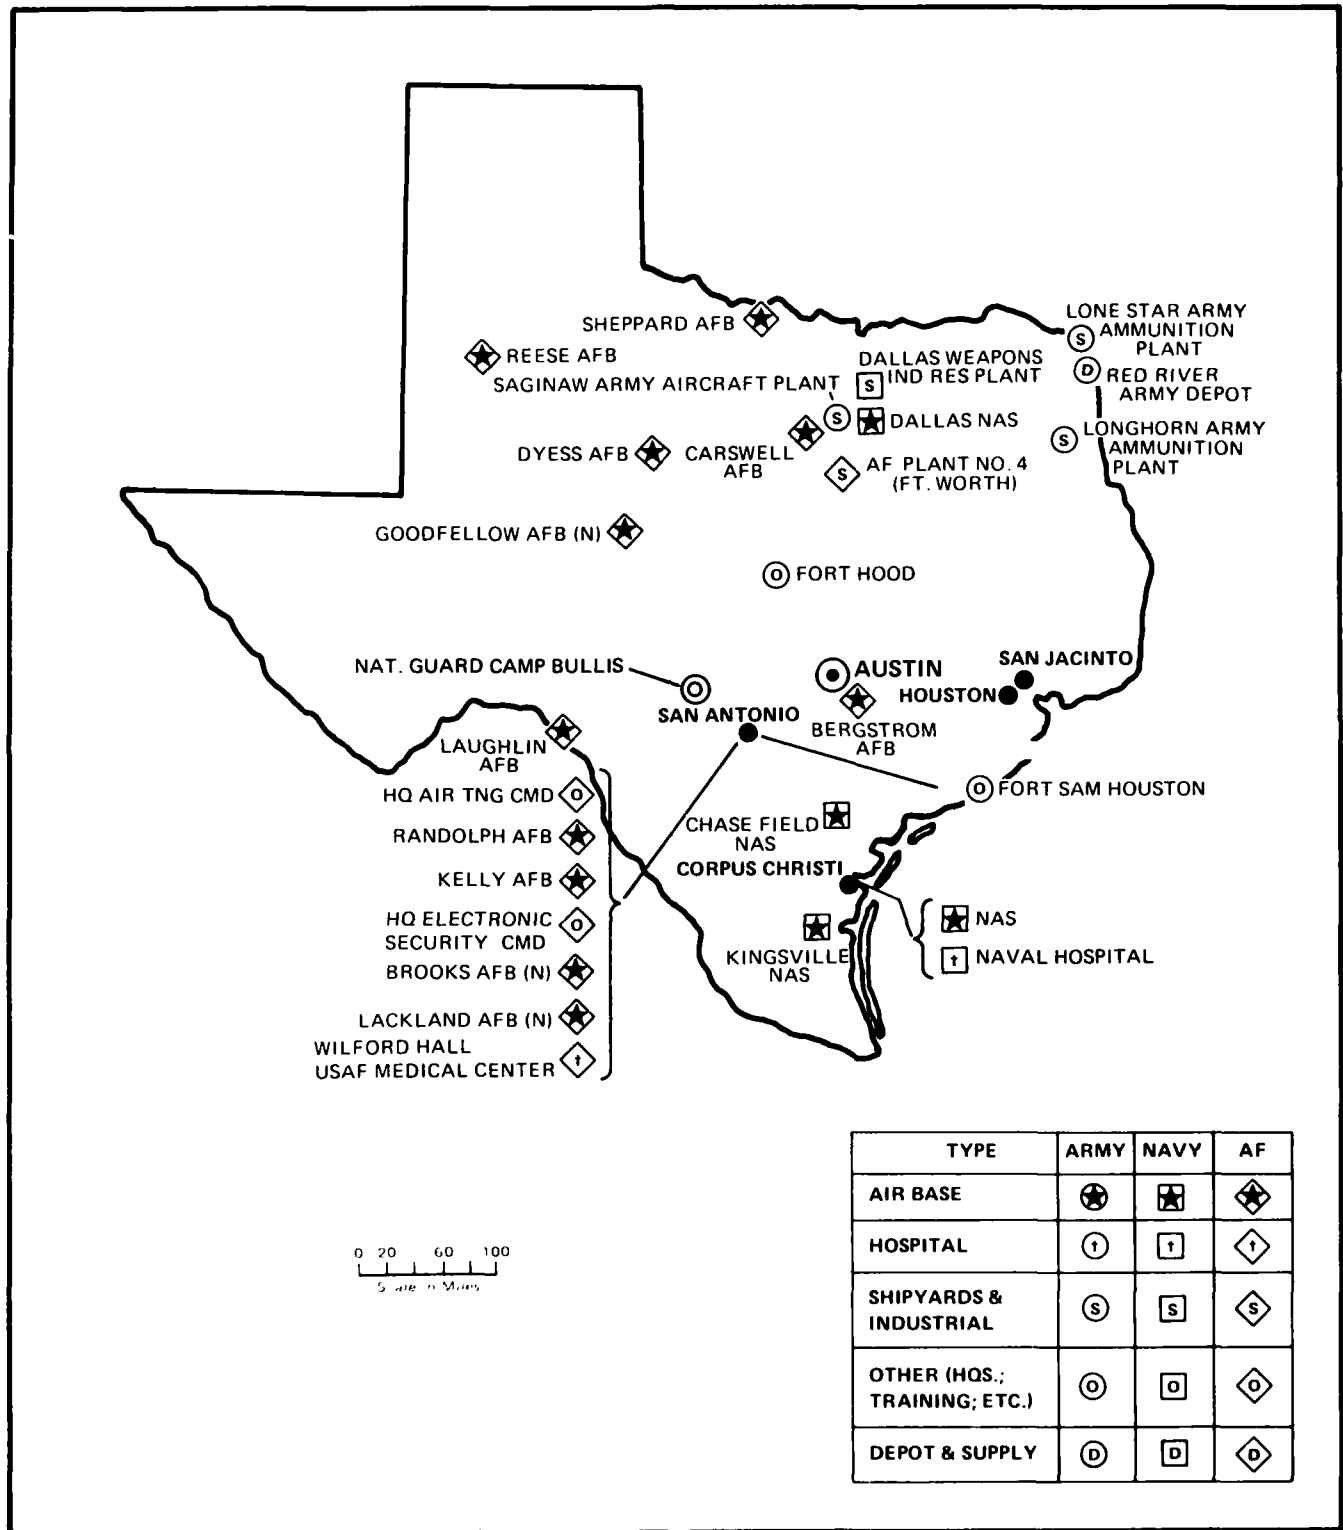 SHEPPARD AFB
REESE AFB
SAGINAW ARMY AIRCRAFT PLANT
DALLAS WEAPONS
IND RES PLANT
S
LONE STAR ARMY
AMMUNITION
PLANT
S
D
RED RIVER
ARMY DEPOT
S
DALLAS NAS
S
LONGHORN ARMY
AMMUNITION
PLANT
DYESS AFB
CARSWELL
AFB
S
AF PLANT NO. 4
(FT. WORTH)
GOODFELLOW AFB (N)
O
FORT HOOD
NAT. GUARD CAMP BULLIS
O
AUSTIN
SAN JACINTO
HOUSTON
SAN ANTONIO
BERGSTROM
AFB
LAUGHLIN
AFB
HQ AIR TNG CMD
O
O
FORT SAM HOUSTON
RANDOLPH AFB
CHASE FIELD
NAS
KELLY AFB
CORPUS CHRISTI
HQ ELECTRONIC
SECURITY CMD
O
NAS
BROOKS AFB (N)
KINGSVILLE
NAS
NAVAL HOSPITAL
LACKLAND AFB (N)
WILFORD HALL
USAF MEDICAL CENTER
TYPE ARMY NAVY AF
AIR BASE
HOSPITAL
SHIPYARDS &
INDUSTRIAL
S S S
OTHER (HQS.;
TRAINING; ETC.)
O O O
DEPOT & SUPPLY D D D
0 20 60 100
Miles